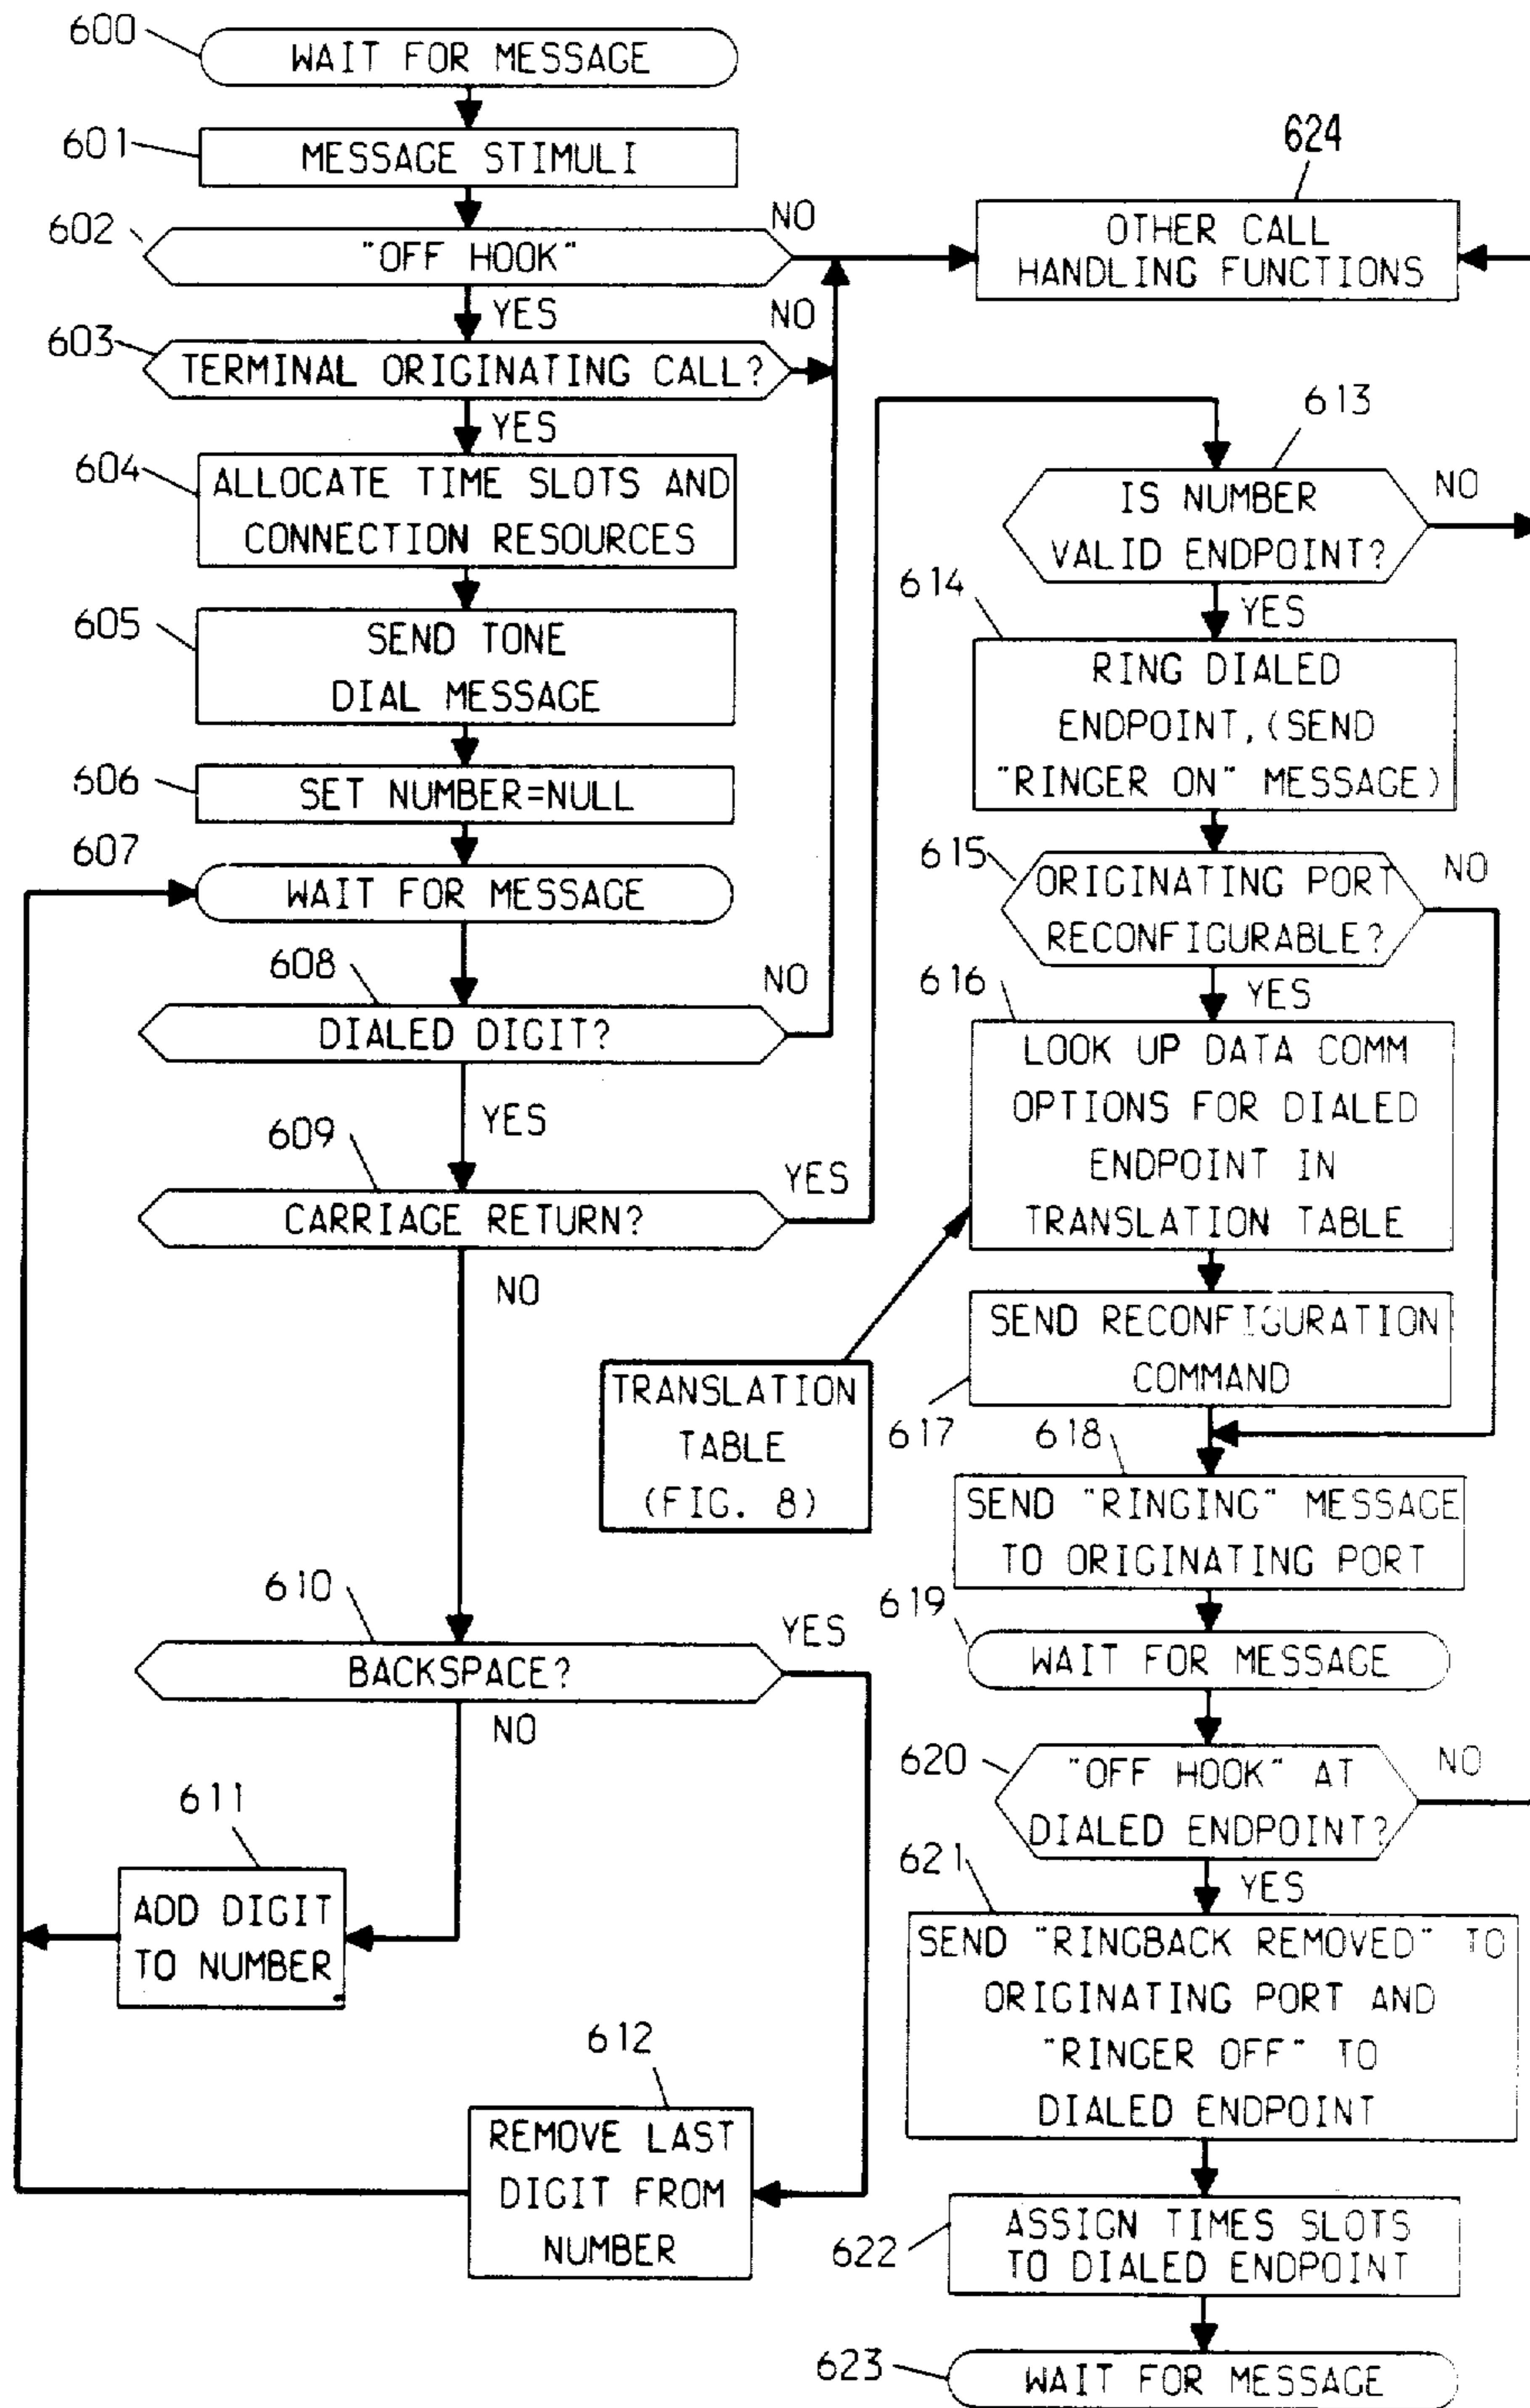 600
WAIT FOR MESSAGE
601
MESSAGE STIMULI
602
"OFF HOOK"
NO
YES
603
TERMINAL ORIGINATING CALL?
NO
YES
604
ALLOCATE TIME SLOTS AND
CONNECTION RESOURCES
605
SEND TONE
DIAL MESSAGE
606
SET NUMBER=NULL
607
WAIT FOR MESSAGE
608
DIALED DIGIT?
NO
YES
609
CARRIAGE RETURN?
YES
NO
610
BACKSPACE?
YES
NO
611
ADD DIGIT
TO NUMBER
612
REMOVE LAST
DIGIT FROM
NUMBER
624
OTHER CALL
HANDLING FUNCTIONS
613
IS NUMBER
VALID ENDPOINT?
NO
YES
614
RING DIALED
ENDPOINT,(SEND
"RINGER ON" MESSAGE)
615
ORIGINATING PORT
RECONFIGURABLE?
NO
YES
616
LOOK UP DATA COMM
OPTIONS FOR DIALED
ENDPOINT IN
TRANSLATION TABLE
TRANSLATION
TABLE
(FIG. 8)
617
SEND RECONFIGURATION
COMMAND
618
SEND "RINGING" MESSAGE
TO ORIGINATING PORT
619
WAIT FOR MESSAGE
620
"OFF HOOK" AT
DIALED ENDPOINT?
NO
YES
621
SEND "RINGBACK REMOVED" TO
ORIGINATING PORT AND
"RINGER OFF" TO
DIALED ENDPOINT
622
ASSIGN TIMES SLOTS
TO DIALED ENDPOINT
623
WAIT FOR MESSAGE